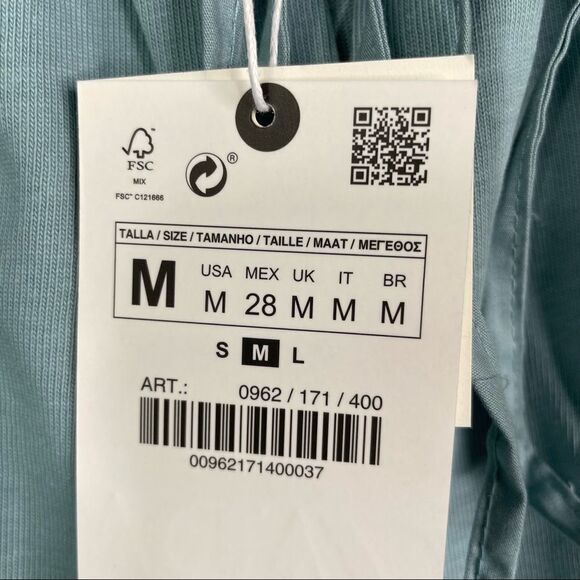 FSC
MIX
FSC™ C121666
®
TALLA / SIZE / TAMANHO / TAILLE / MAAT / ΜΕΓΕΘΟΣ
M
USA MEX UK IT BR
M 28 M M M
S M L
ART.: 0962 / 171 / 400
00962171400037